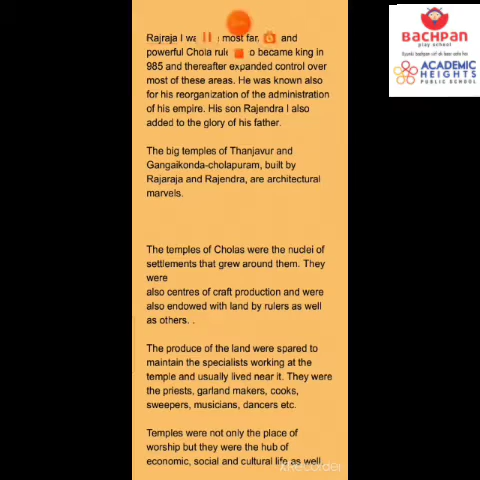 Rajraja I wa most fam and
powerful Chola rule o became king in
985 and thereafter expanded control over
most of these areas. He was known also
for his reorganization of the administration
of his empire. His son Rajendra I also
added to the glory of his father.
The big temples of Thanjavur and
Gangaikonda-cholapuram, built by
Rajaraja and Rajendra, are architectural
marvels.
The temples of Cholas were the nuclei of
settlements that grew around them. They
were
also centres of craft production and were
also endowed with land by rulers as well
as others. .
The produce of the land were spared to
maintain the specialists working at the
temple and usually lived near it. They were
the priests, garland makers, cooks,
sweepers, musicians, dancers etc.
Temples were not only the place of
worship but they were the hub of
economic, social and cultural life as well.
XRecorder
BACHPAN
play school
ACADEMIC
HEIGHTS
PUBLIC SCHOOL